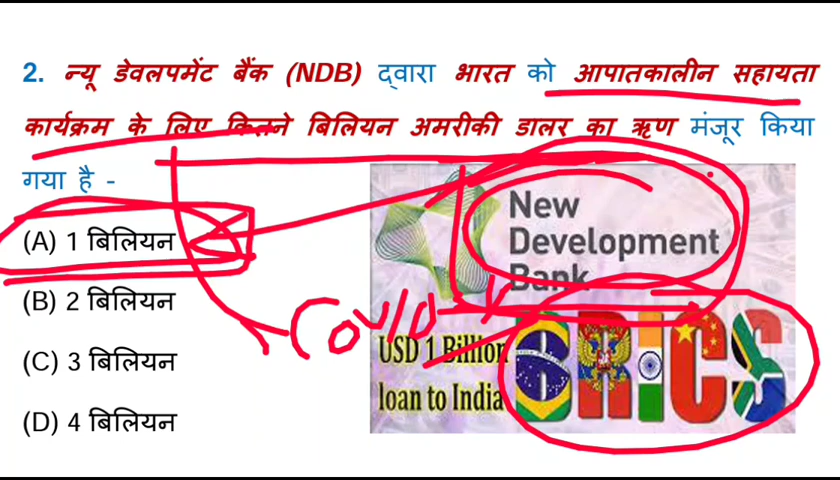 2. न्यू डेवलपमेंट बैंक (NDB) द्वारा भारत को आपातकालीन सहायता
कार्यक्रम के लिए कितने बिलियन अमरीकी डालर का ऋण मंजूर किया
गया है -
(A) 1 बिलियन
(B) 2 बिलियन
(C) 3 बिलियन
(D) 4 बिलियन
New
Development
Bank
Covid
USD 1 Billion
loan to India
BRICS